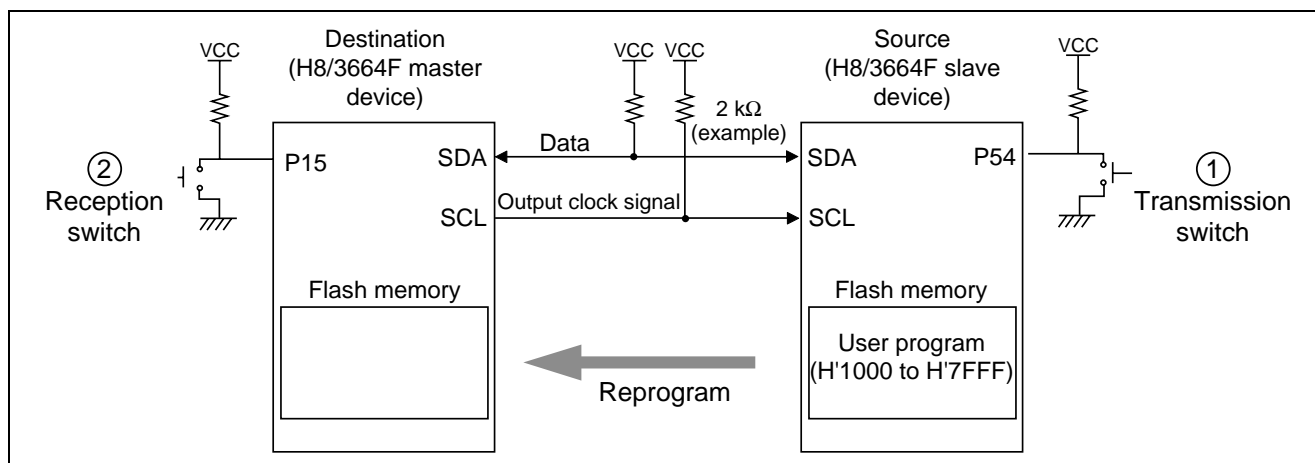 VCC
Destination
(H8/3664F master
device)
VCC VCC
Source
(H8/3664F slave
device)
VCC
2 kΩ
(example)
P15
SDA
Data
SDA
P54
②
Reception
switch
①
Transmission
switch
SCL
Output clock signal
SCL
Flash memory
Flash memory
User program
(H'1000 to H'7FFF)
Reprogram